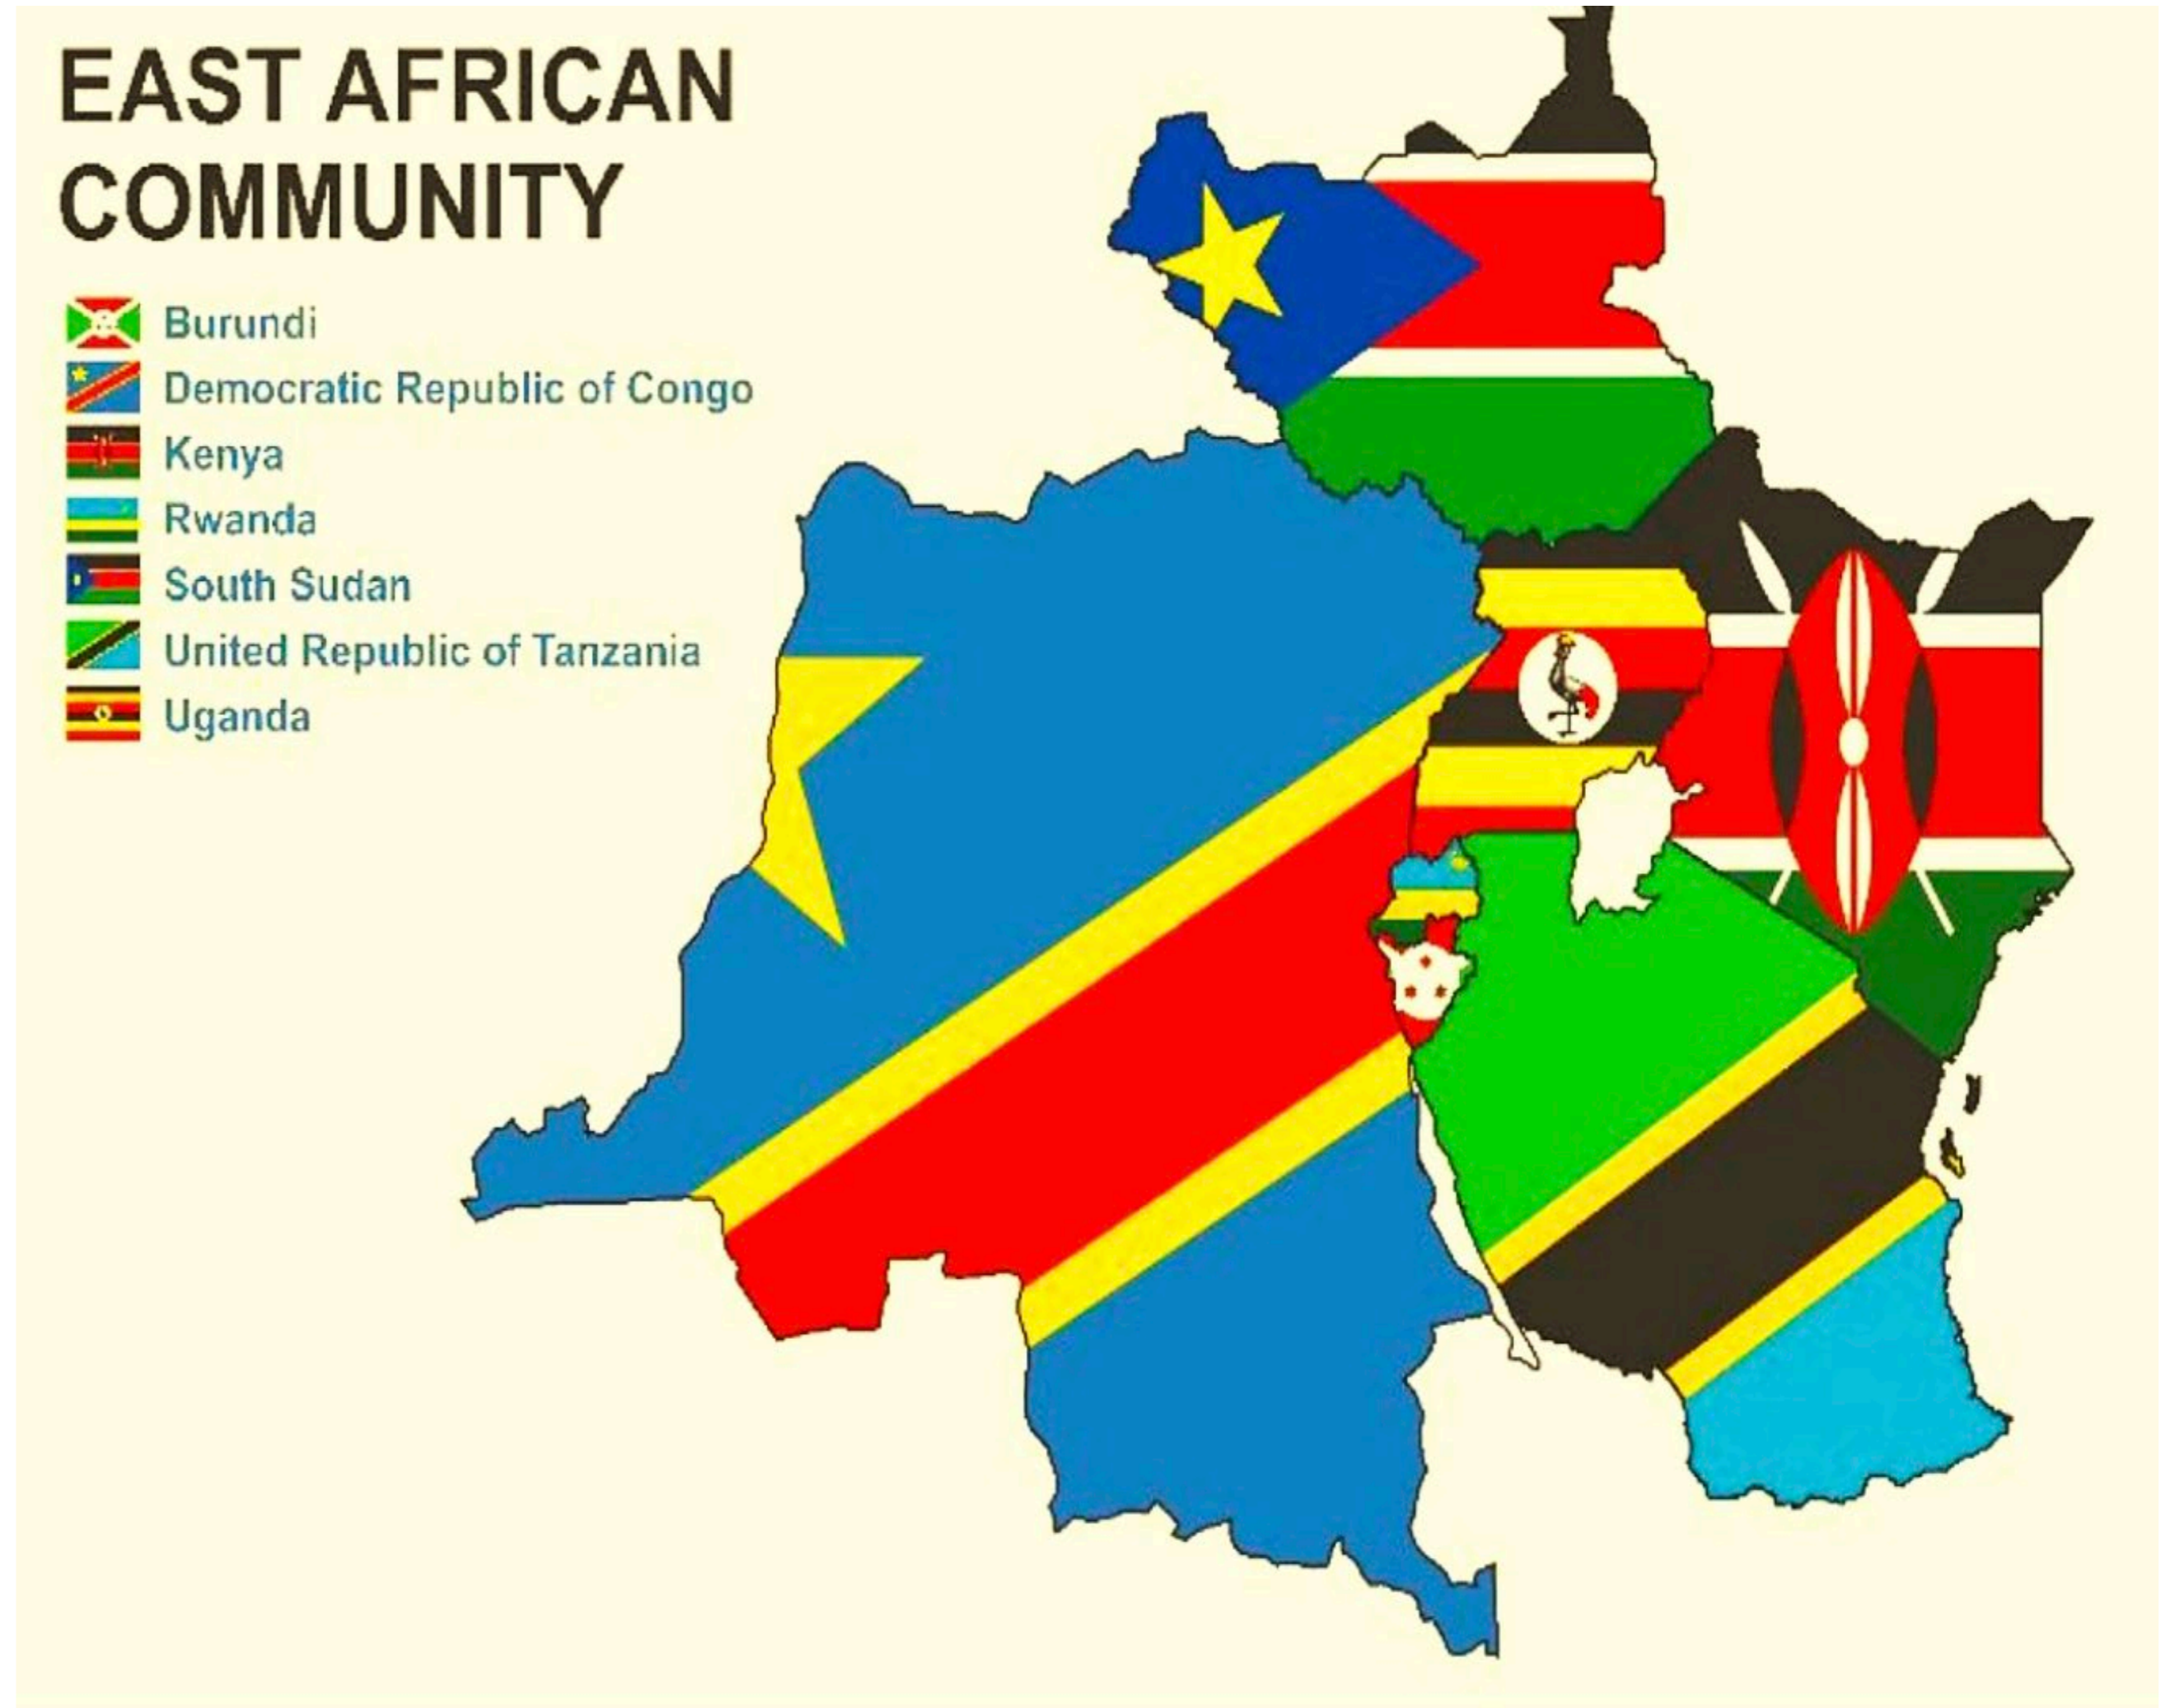 EAST AFRICAN
COMMUNITY
Burundi
Democratic Republic of Congo
Kenya
Rwanda
South Sudan
United Republic of Tanzania
Uganda